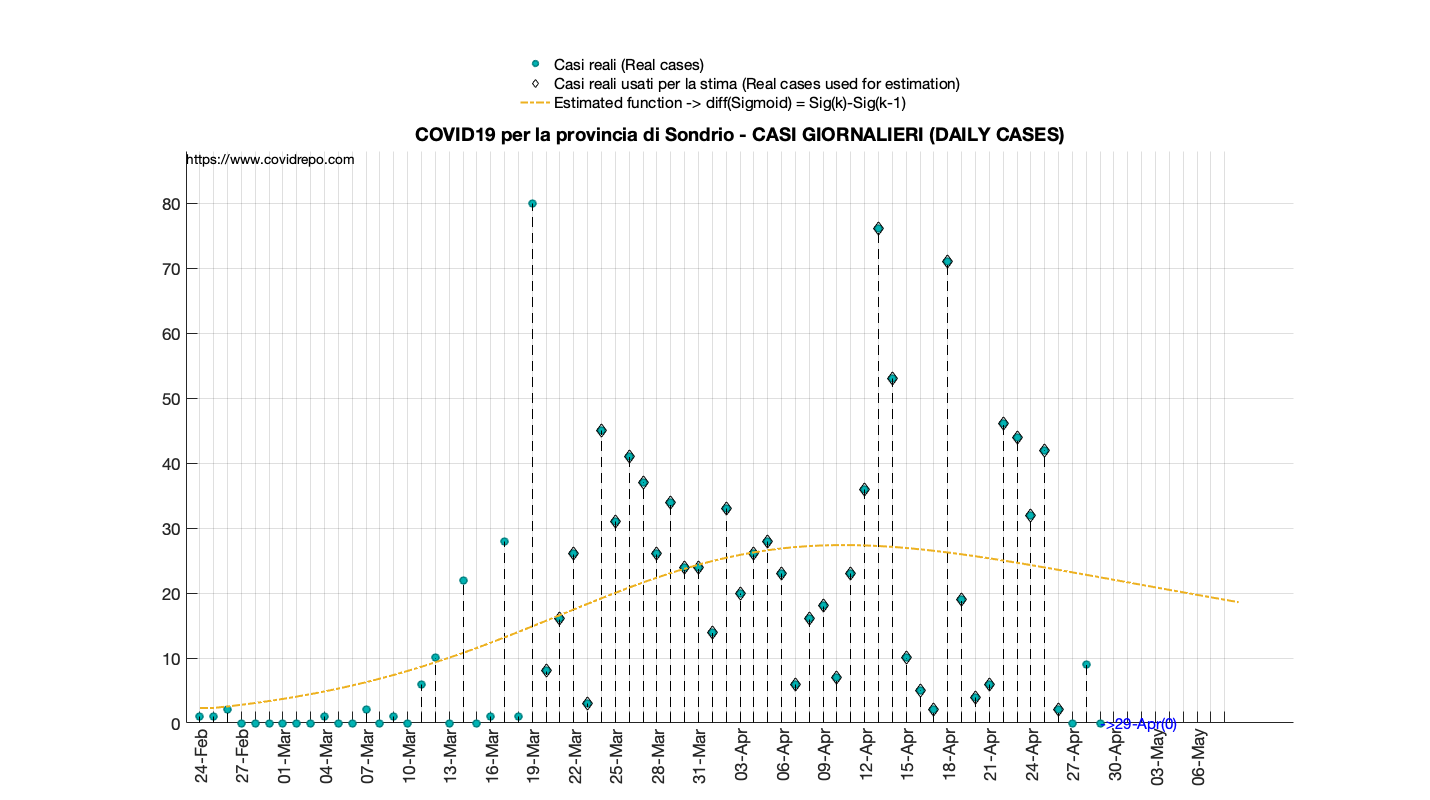 Casi reali (Real cases)
Casi reali usati per la stima (Real cases used for estimation)
Estimated function -> diff(Sigmoid) = Sig(k)-Sig(k-1)
COVID19 per la provincia di Sondrio - CASI GIORNALIERI (DAILY CASES)
https://www.covidrepo.com
80
70
60
50
40
30
20
10
0
->29-Apr(0)
24-Feb
27-Feb
01-Mar
04-Mar
07-Mar
10-Mar
13-Mar
16-Mar
19-Mar
22-Mar
25-Mar
28-Mar
31-Mar
03-Apr
06-Apr
09-Apr
12-Apr
15-Apr
18-Apr
21-Apr
24-Apr
27-Apr
30-Apr
03-May
06-May